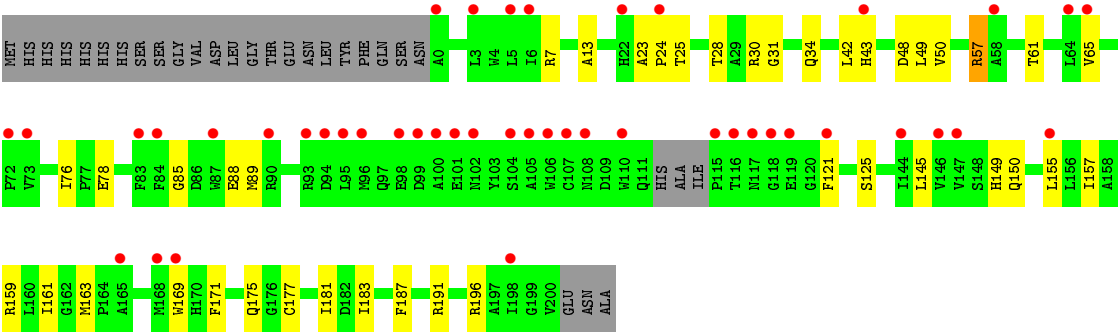 MET HIS HIS HIS HIS HIS HIS SER SER GLY VAL ASP LEU GLY THR GLU ASN LEU TYR PHE GLN SER ASN A0 L3 W4 L5 I6 R7 A13 H22 A23 P24 T25 T28 A29 R30 G31 Q34 L42 H43 D48 L49 V50 R57 A58 T61 L64 V65
P72 V73 I76 P77 E78 F83 F84 G85 D86 W87 E88 M89 R90 R93 D94 L95 M96 Q97 E98 D99 A100 E101 N102 Y103 S104 A105 W106 C107 N108 D109 W110 Q111 HIS ALA ILE P115 T116 N117 G118 E119 G120 F121 S125 I144 L145 V146 V147 S148 H149 Q150 L155 L156 I157 A158
R159 L160 I161 G162 M163 P164 A165 M168 W169 H170 F171 Q175 G176 C177 I181 D182 I183 F187 R191 R196 A197 I198 G199 V200 GLU ASN ALA